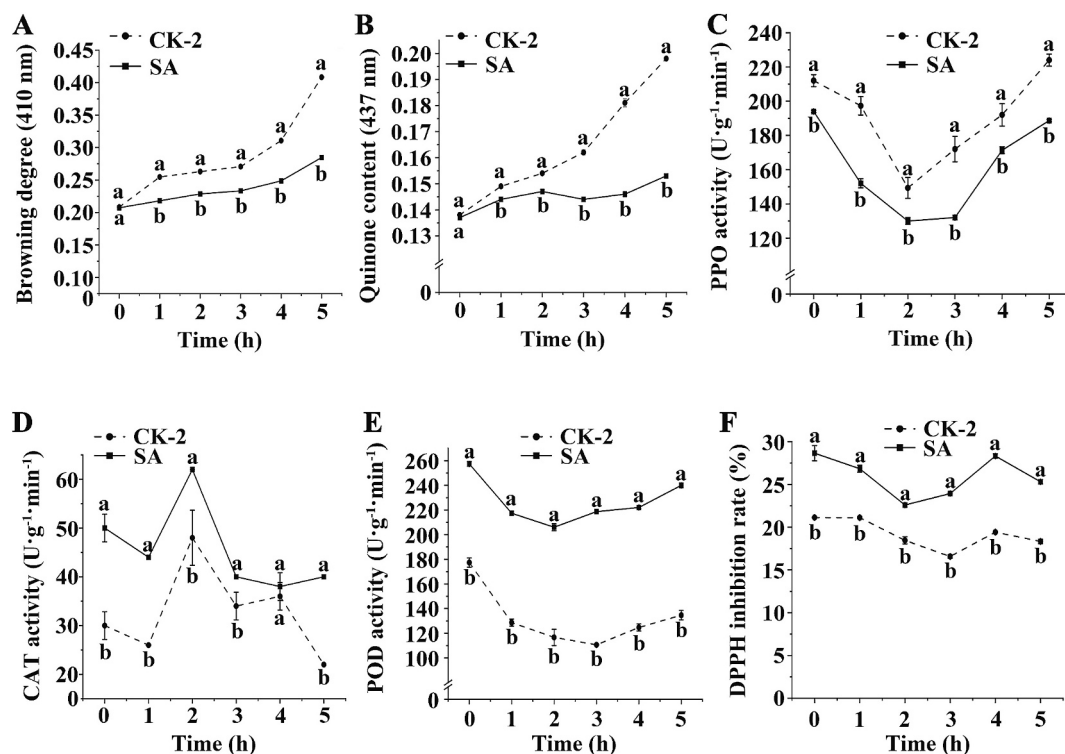 A
CK-2
SA
Browning degree (410 nm)
0.45
0.40
0.35
0.30
0.25
0.20
0.15
0.10
0
a a a a a a
a b b b b b
0 1 2 3 4 5
Time (h)
B
CK-2
SA
Quinone content (437 nm)
0.20
0.19
0.18
0.17
0.16
0.15
0.14
0.13
0
a a a a a a
a b b b b b
0 1 2 3 4 5
Time (h)
C
CK-2
SA
PPO activity (U·g⁻¹·min⁻¹)
220
200
180
160
140
120
0
a a a a a a
b b b b b b
0 1 2 3 4 5
Time (h)
D
CK-2
SA
CAT activity (U·g⁻¹·min⁻¹)
60
50
40
30
20
0
a a a a a a
b b b b a b
0 1 2 3 4 5
Time (h)
E
CK-2
SA
POD activity (U·g⁻¹·min⁻¹)
260
240
220
200
180
160
140
120
100
0
a a a a a a
b b b b b b
0 1 2 3 4 5
Time (h)
F
CK-2
SA
DPPH inhibition rate (%)
30
25
20
15
0
a a a a a a
b b b b b b
0 1 2 3 4 5
Time (h)